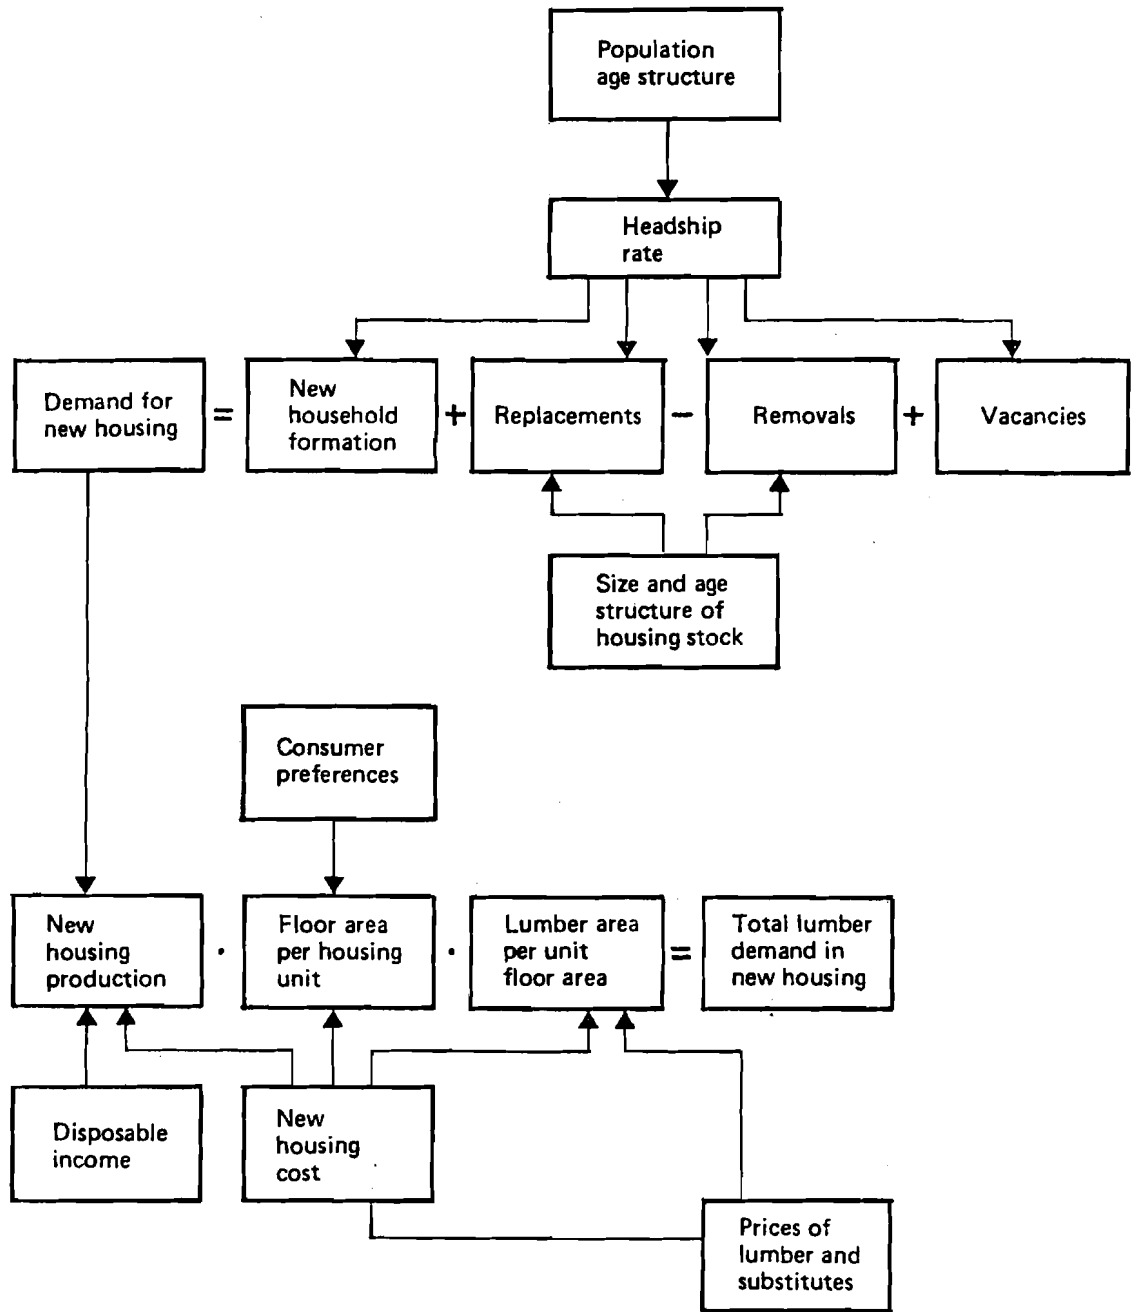 Population
age structure
Headship
rate
Demand for
new housing
=
New
household
formation
+
Replacements
−
Removals
+
Vacancies
Size and age
structure of
housing stock
Consumer
preferences
New
housing
production
·
Floor area
per housing
unit
·
Lumber area
per unit
floor area
=
Total lumber
demand in
new housing
Disposable
income
New
housing
cost
Prices of
lumber and
substitutes